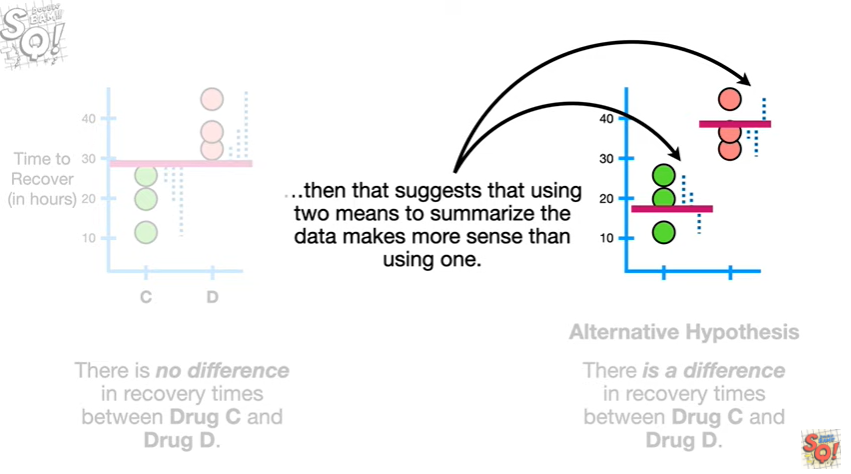 STATQUEST!!!
SQ!
40
30
20
10
Time to
Recover
(in hours)
C
D
...then that suggests that using
two means to summarize the
data makes more sense than
using one.
40
30
20
10
Alternative Hypothesis
There is no difference
in recovery times
between Drug C and
Drug D.
There is a difference
in recovery times
between Drug C and
Drug D.
SQ!